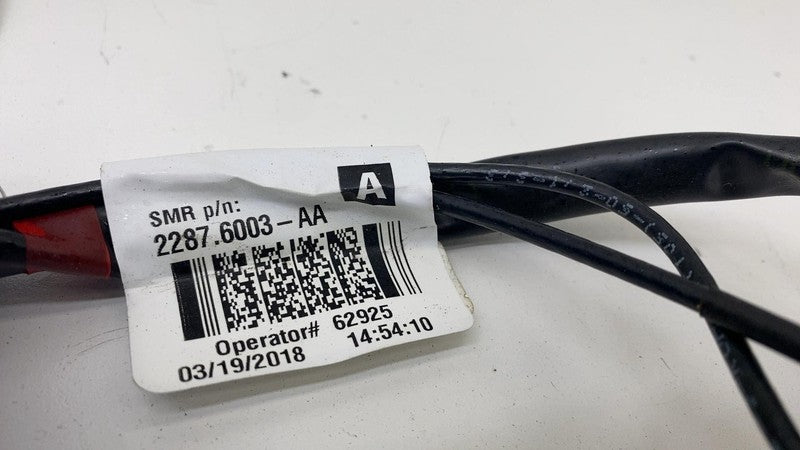 A
SMR p/n:
2287.6003-AA
Operator# 62925
03/19/2018 14:54:10